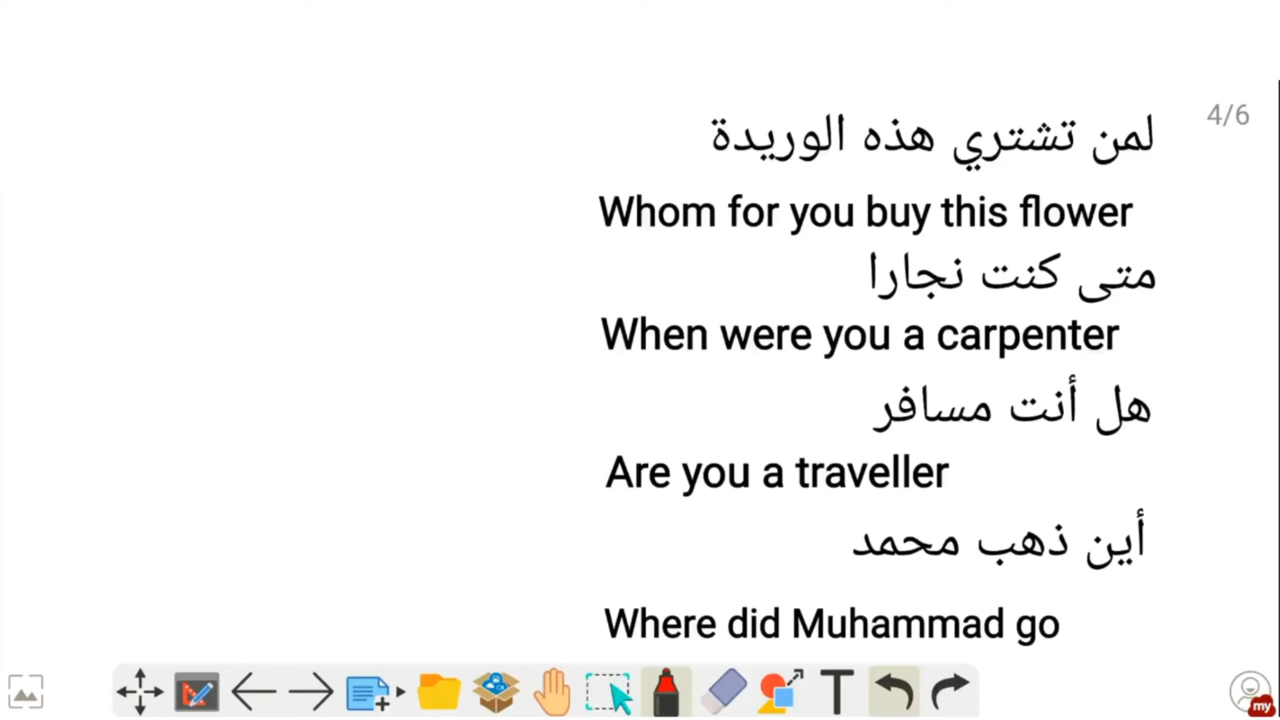 4/6
لمن تشتري هذه الوريدة
Whom for you buy this flower
متى كنت نجارا
When were you a carpenter
هل أنت مسافر
Are you a traveller
أين ذهب محمد
Where did Muhammad go
T
my